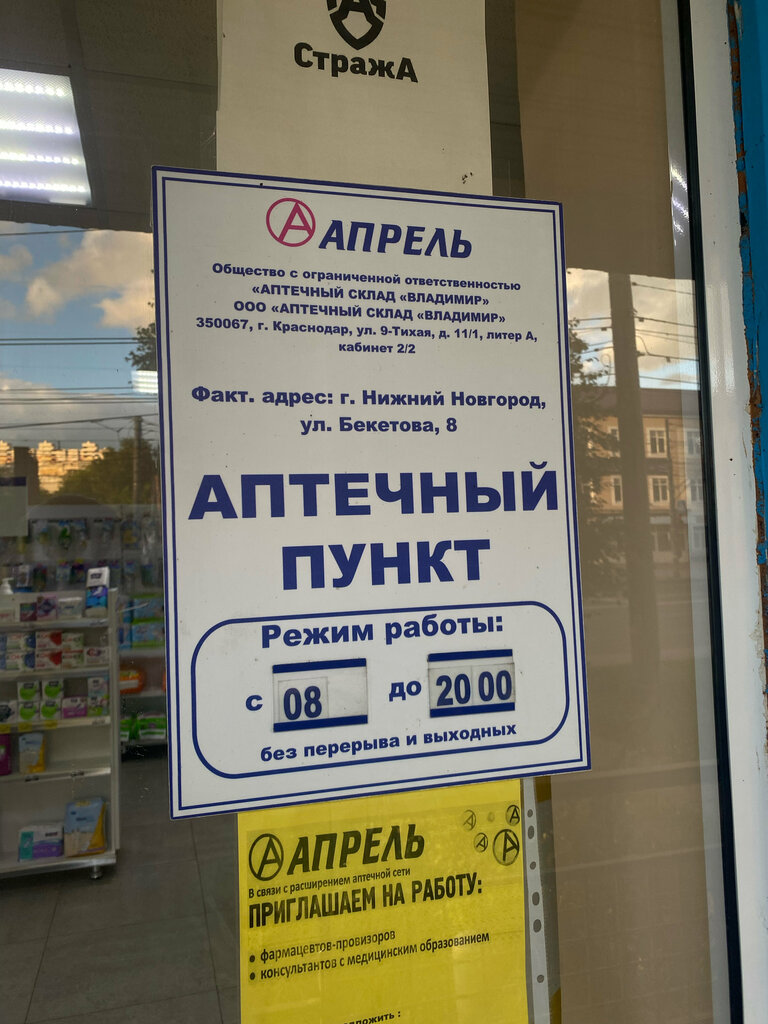 СтражА
АПРЕЛЬ
Общество с ограниченной ответственностью
«АПТЕЧНЫЙ СКЛАД «ВЛАДИМИР»
ООО «АПТЕЧНЫЙ СКЛАД «ВЛАДИМИР»
350067, г. Краснодар, ул. 9-Тихая, д. 11/1, литер А,
кабинет 2/2
Факт. адрес: г. Нижний Новгород,
ул. Бекетова, 8
АПТЕЧНЫЙ
ПУНКТ
Режим работы:
с 08 до 20 00
без перерыва и выходных
АПРЕЛЬ
В связи с расширением аптечной сети
ПРИГЛАШАЕМ НА РАБОТУ:
• фармацевтов-провизоров
• консультантов с медицинским образованием